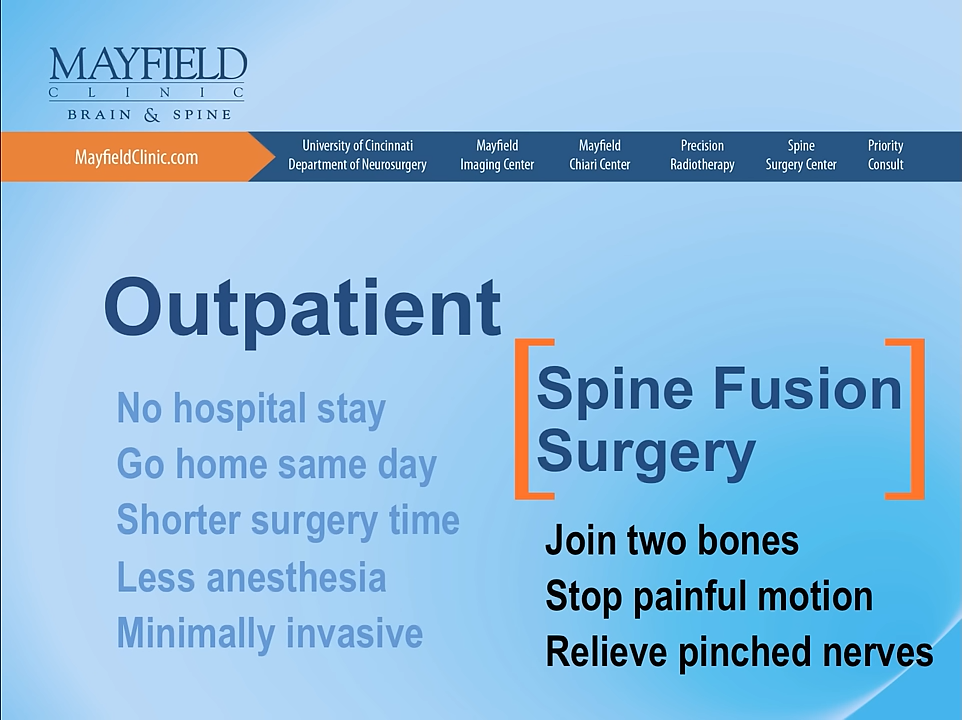 MAYFIELD
CLINIC
BRAIN & SPINE
MayfieldClinic.com
University of Cincinnati
Department of Neurosurgery
Mayfield
Imaging Center
Mayfield
Chiari Center
Precision
Radiotherapy
Spine
Surgery Center
Priority
Consult
Outpatient
No hospital stay
Go home same day
Shorter surgery time
Less anesthesia
Minimally invasive
[Spine Fusion
Surgery]
Join two bones
Stop painful motion
Relieve pinched nerves